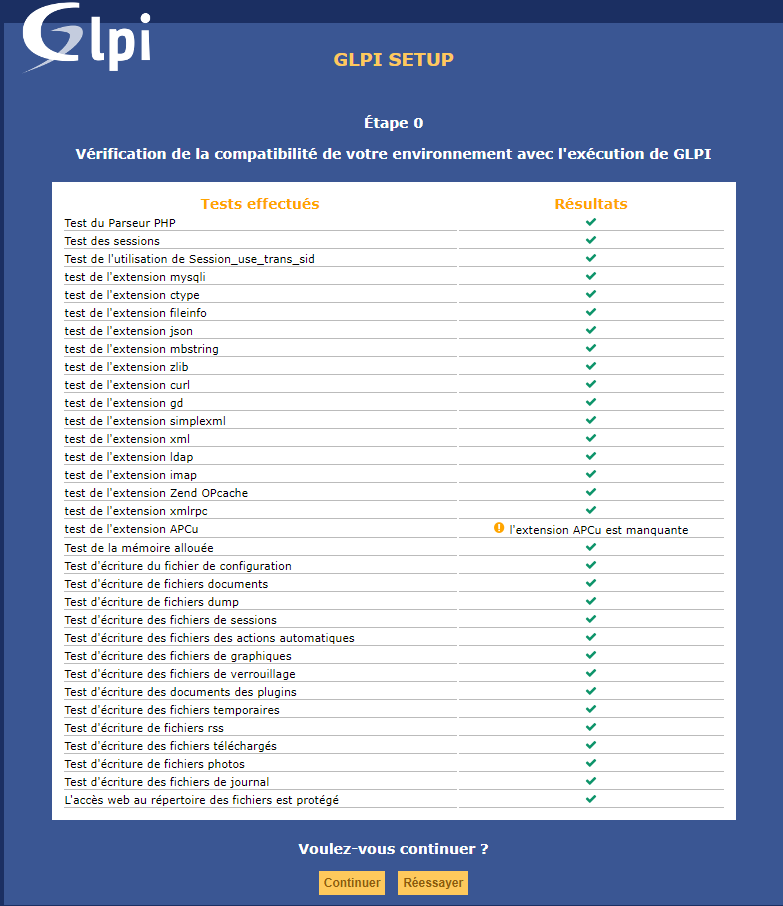 Glpi
GLPI SETUP
Étape 0
Vérification de la compatibilité de votre environnement avec l'exécution de GLPI
Tests effectués Résultats
Test du Parseur PHP
Test des sessions
Test de l'utilisation de Session_use_trans_sid
test de l'extension mysqli
test de l'extension ctype
test de l'extension fileinfo
test de l'extension json
test de l'extension mbstring
test de l'extension zlib
test de l'extension curl
test de l'extension gd
test de l'extension simplexml
test de l'extension xml
test de l'extension ldap
test de l'extension imap
test de l'extension Zend OPcache
test de l'extension xmlrpc
test de l'extension APCu l'extension APCu est manquante
Test de la mémoire allouée
Test d'écriture du fichier de configuration
Test d'écriture de fichiers documents
Test d'écriture de fichiers dump
Test d'écriture des fichiers de sessions
Test d'écriture des fichiers des actions automatiques
Test d'écriture des fichiers de graphiques
Test d'écriture des fichiers de verrouillage
Test d'écriture des documents des plugins
Test d'écriture des fichiers temporaires
Test d'écriture de fichiers rss
Test d'écriture des fichiers téléchargés
Test d'écriture de fichiers photos
Test d'écriture des fichiers de journal
L'accès web au répertoire des fichiers est protégé
Voulez-vous continuer ?
Continuer Réessayer